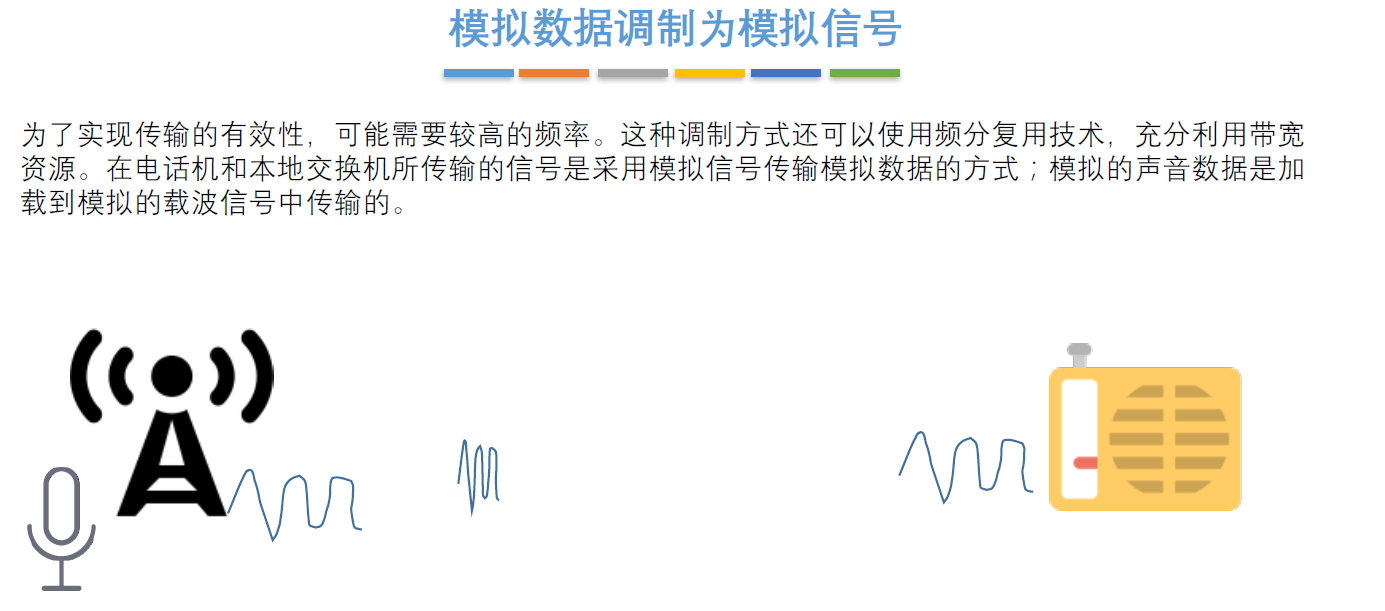 模拟数据调制为模拟信号
为了实现传输的有效性，可能需要较高的频率。这种调制方式还可以使用频分复用技术，充分利用带宽
资源。在电话机和本地交换机所传输的信号是采用模拟信号传输模拟数据的方式；模拟的声音数据是加
载到模拟的载波信号中传输的。